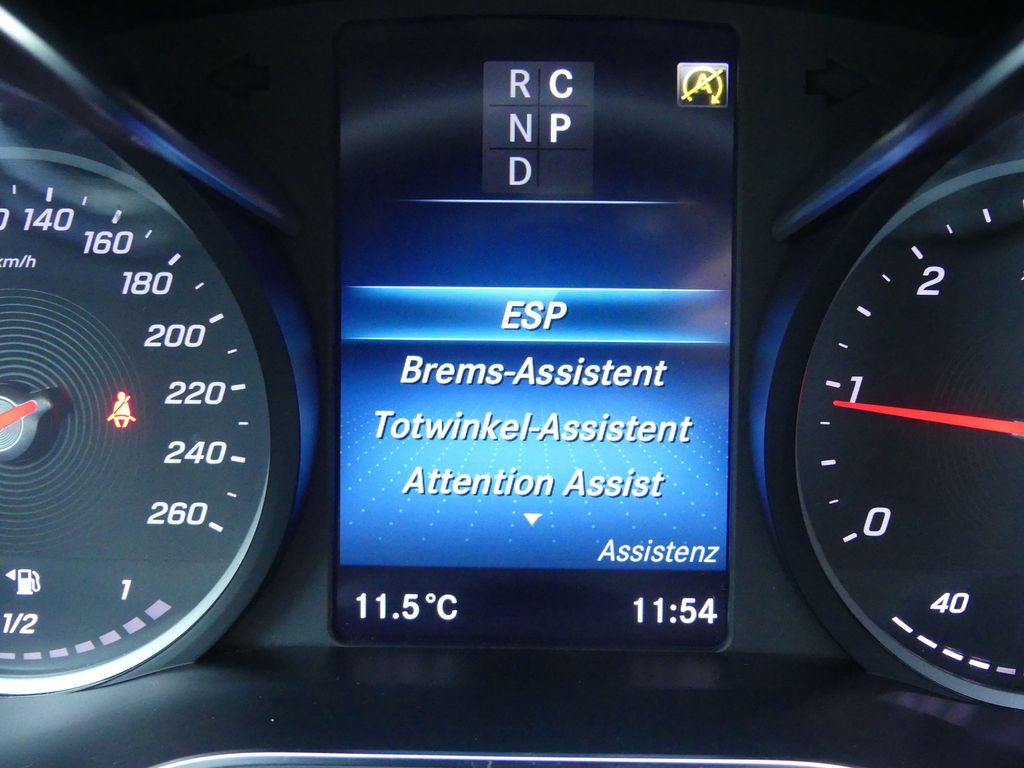 R C
N P
D
140
160
km/h
180
200
220
240
260
1/2
1
A
ESP
Brems-Assistent
Totwinkel-Assistent
Attention Assist
Assistenz
11.5°C
11:54
2
1
0
40